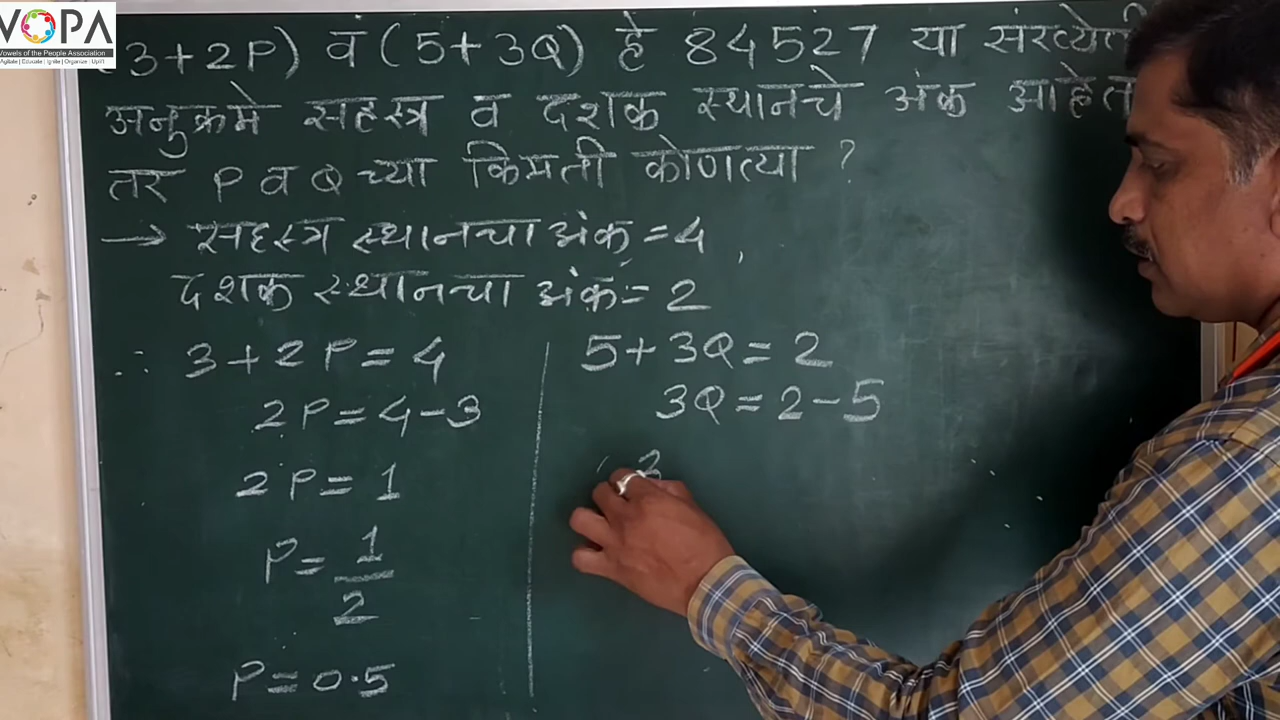 VOPA
Vowels of the People Association
Agitate | Educate | Ignite | Organize | Uplift
3+2P) व (5+3Q) हे 84527 या संख्येती
अनुक्रमे सहस्त्र व दशक स्थानचे अंक आहेत
तर P व Q च्या किमती कोणत्या ?
→ सहस्त्र स्थानचा अंक = 4 ,
दशक स्थानचा अंक = 2
∴ 3+2P=4
2P=4-3
2P=1
P=1/2
P=0.5
5+3Q=2
3Q=2-5